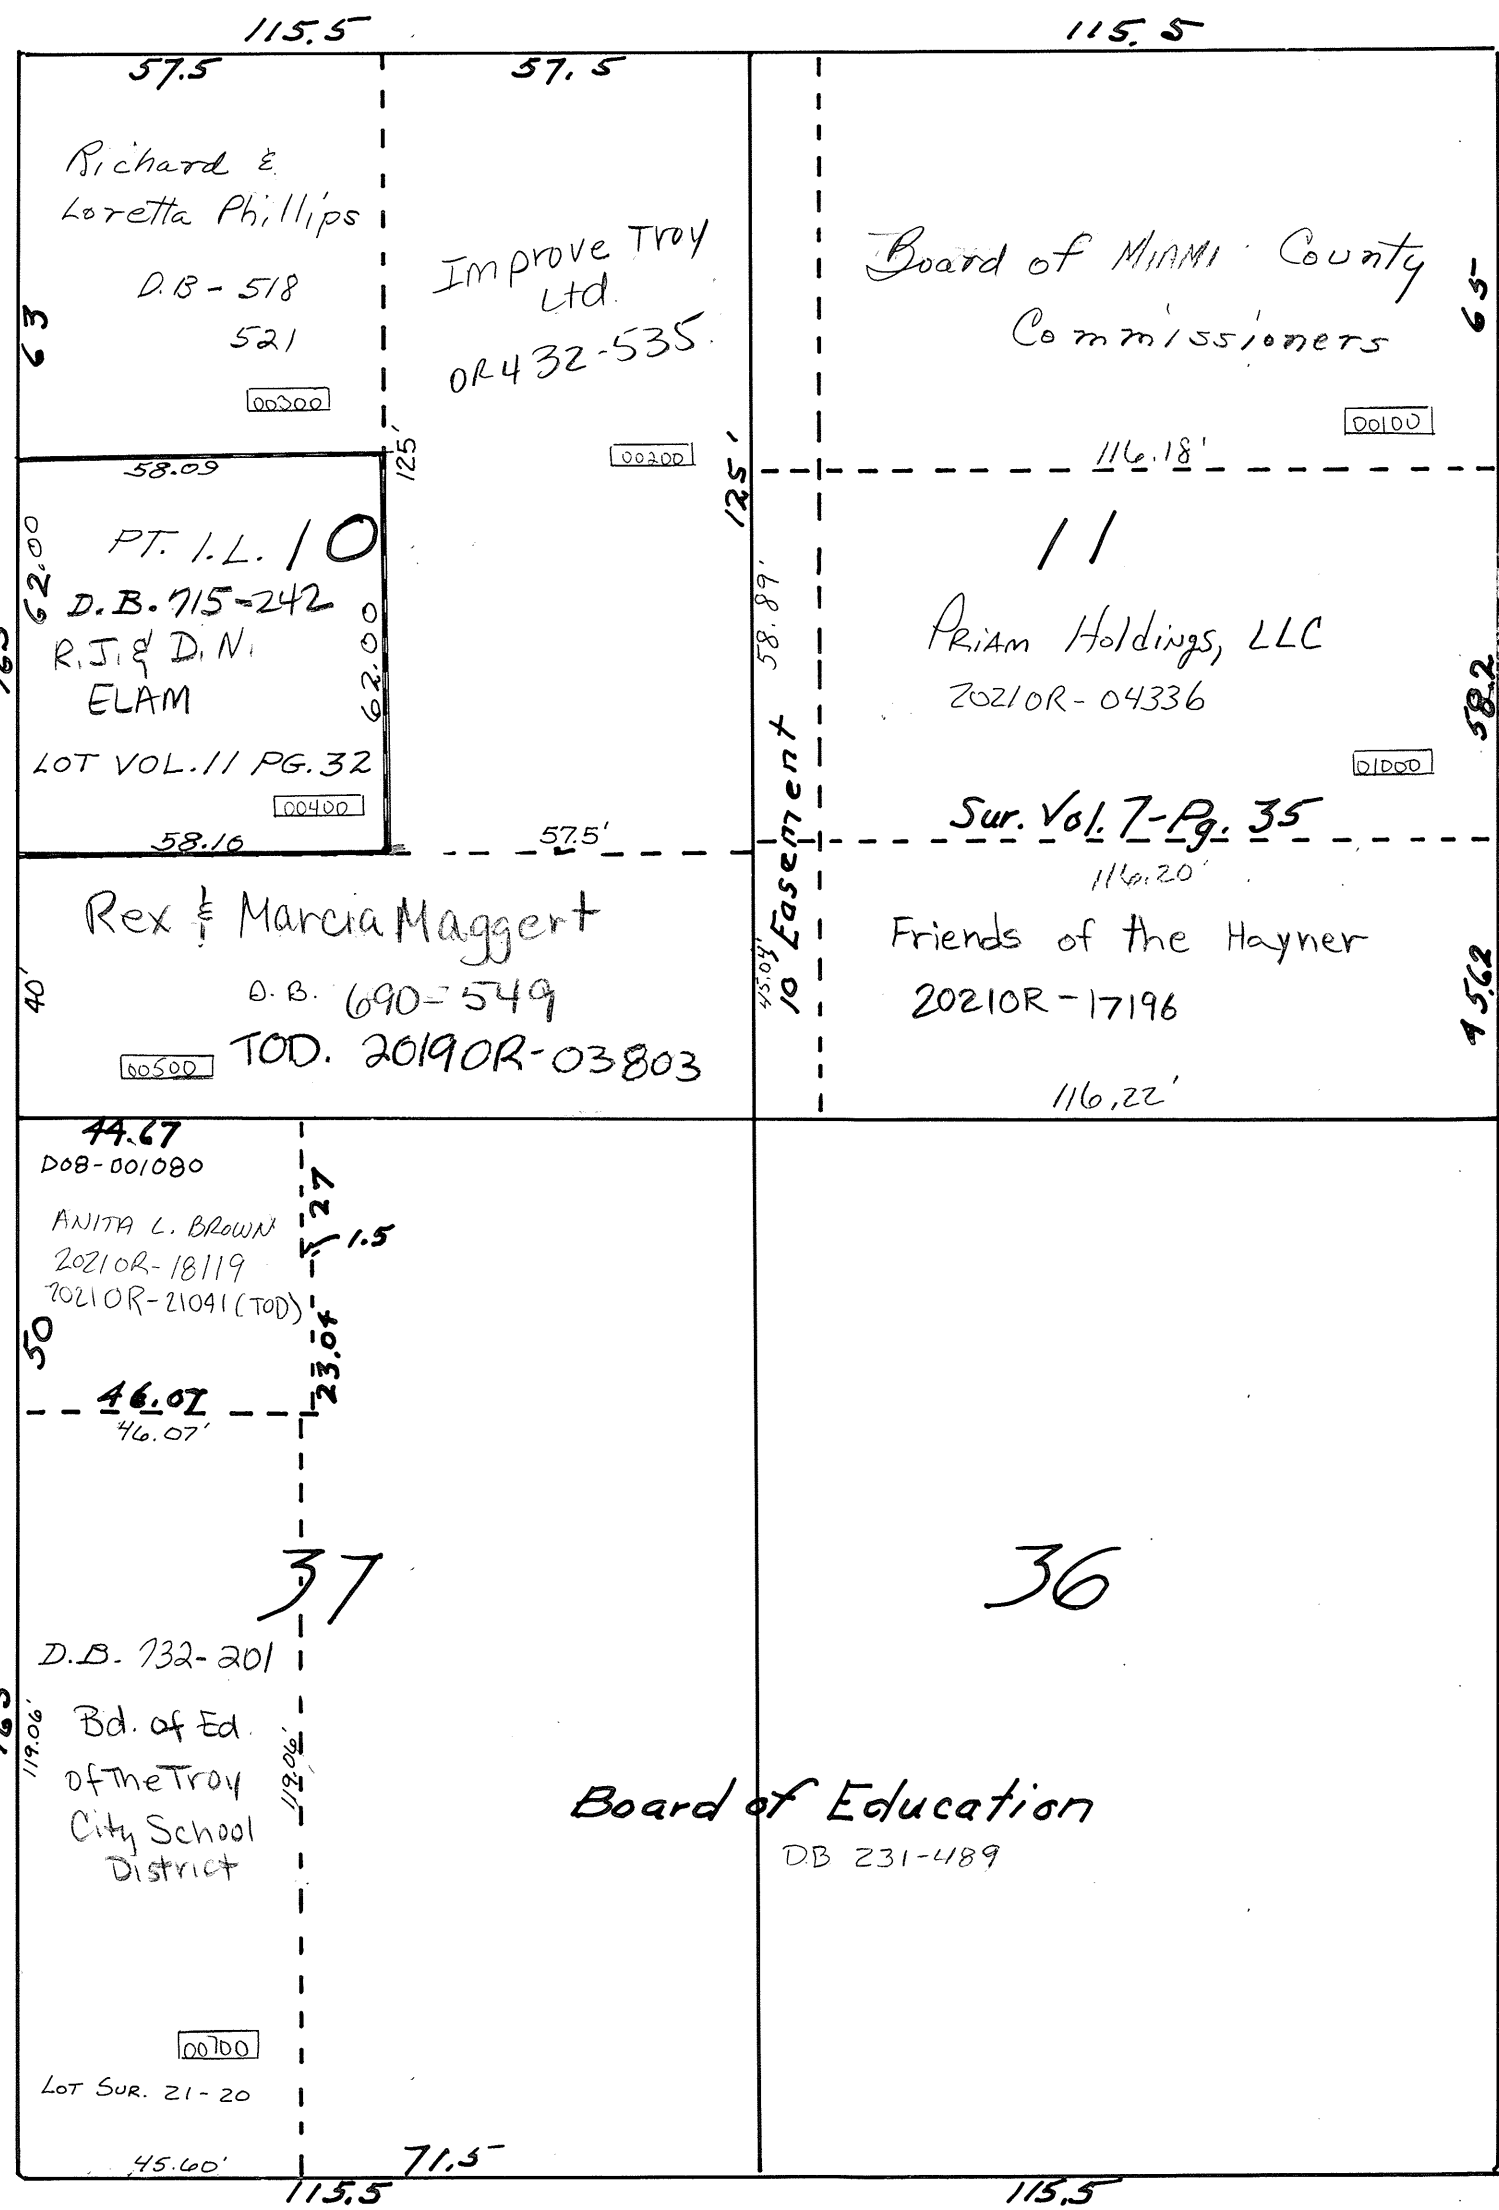 115.5
115.5
57.5
57.5
Richard &
Loretta Phillips
D.B - 518
521
63
00300
Improve Troy
Ltd.
OR 432-535
00200
125'
125'
Board of MIAMI County
Commissioners
65
00100
116.18'
58.09
62.00
PT. I.L. 10
D.B. 715-242
R.J. & D.N.
ELAM
62.00
LOT VOL. 11 PG. 32
00400
58.10
57.5'
11
58.89'
PRIAM Holdings, LLC
2021OR-04336
58.2
01000
Sur. Vol. 7-Pg. 35
10 Easement
116.20'
Rex & Marcia Maggert
D.B. 690-549
TOD. 2019OR-03803
00500
40'
45.04'
Friends of the Hayner
2021OR-17196
45.62
116.22'
44.67
D08-001080
ANITA L. BROWN
2021OR-18119
2021OR-21041 (TOD)
27
1.5
23.04
50
46.07
46.07'
37
36
D.B. 732-201
Bd. of Ed.
of the Troy
City School
District
119.06'
119.06'
Board of Education
DB 231-489
00700
LOT SUR. 21-20
45.60'
71.5
115.5
115.5